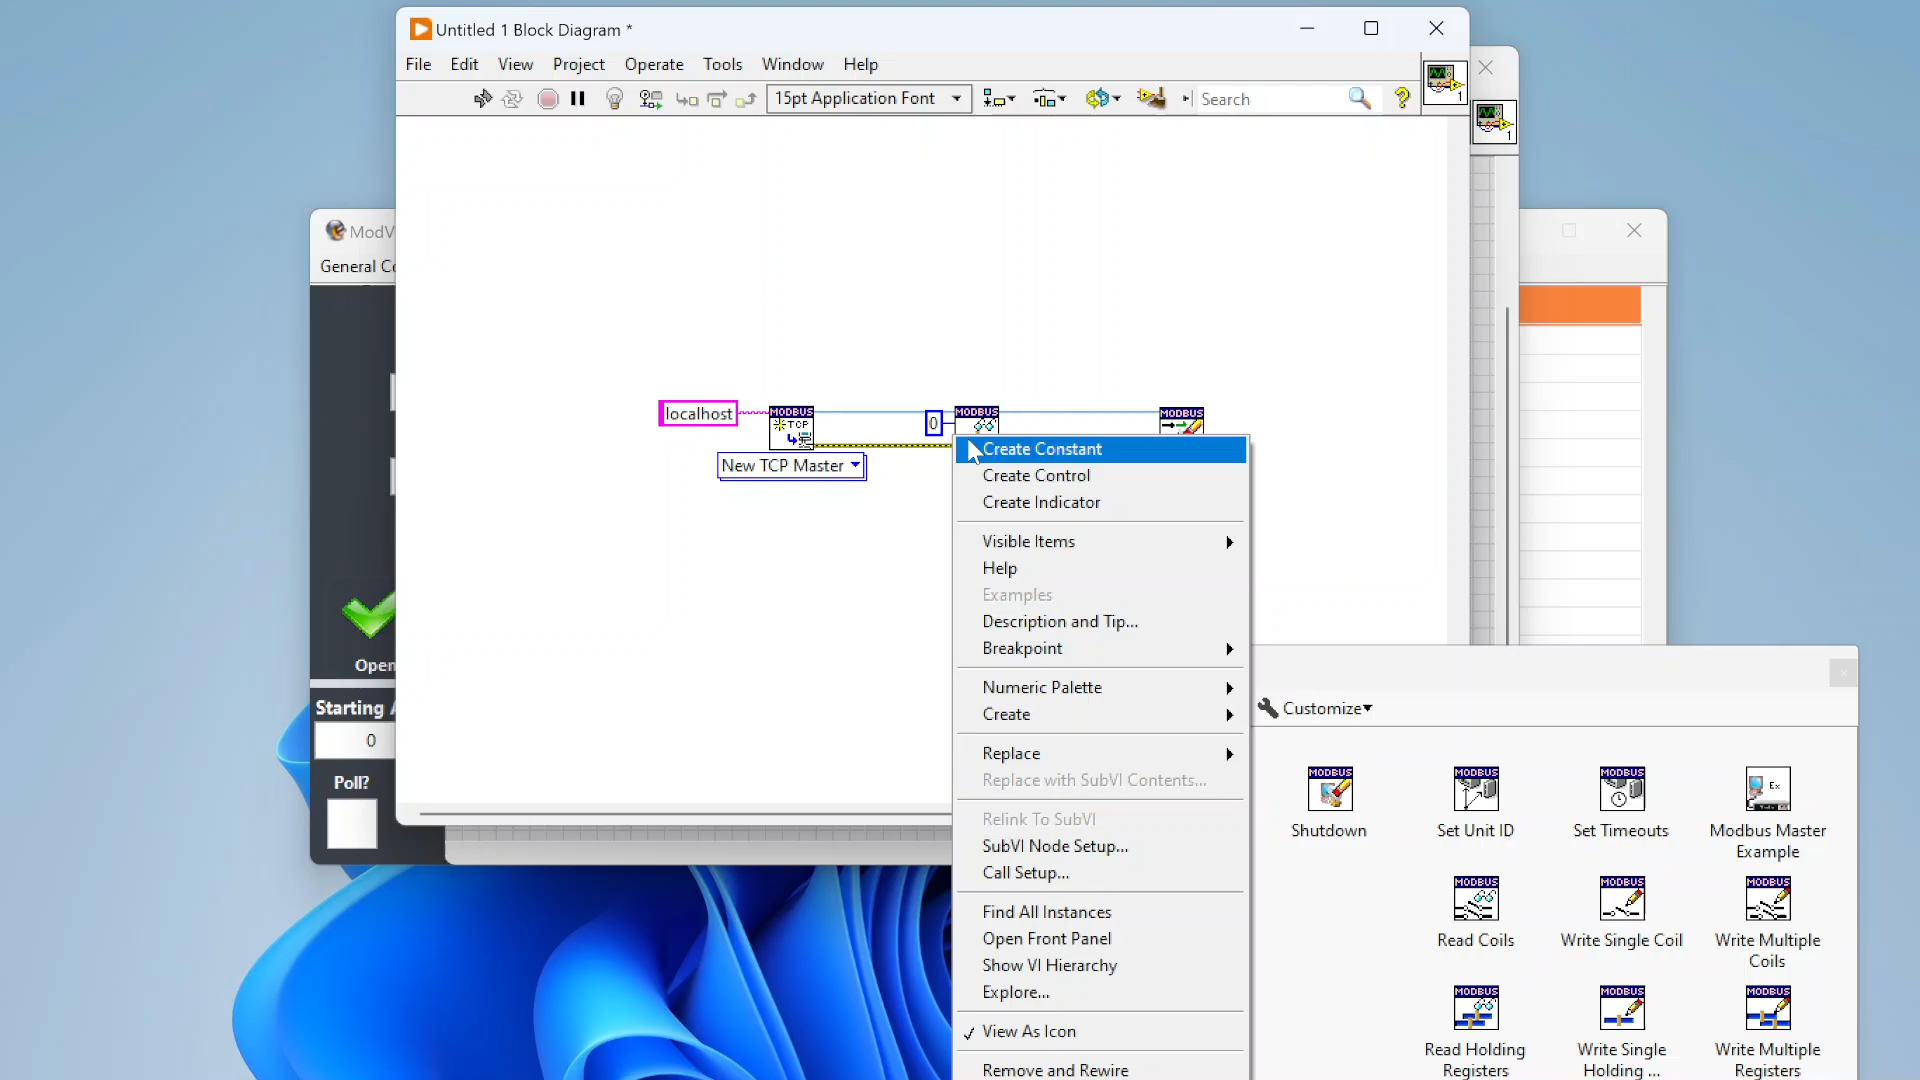 Untitled 1 Block Diagram *
File Edit View Project Operate Tools Window Help
15pt Application Font
Search
1
1
ModV
General Co
localhost
MODBUS
TCP
0
MODBUS
MODBUS
New TCP Master
Create Constant
Create Control
Create Indicator
Visible Items
Help
Examples
Description and Tip...
Breakpoint
Numeric Palette
Create
Replace
Replace with SubVI Contents...
Relink To SubVI
SubVI Node Setup...
Call Setup...
Find All Instances
Open Front Panel
Show VI Hierarchy
Explore...
View As Icon
Remove and Rewire
Open
Starting A
0
Poll?
Customize
MODBUS
Shutdown
MODBUS
Set Unit ID
MODBUS
Set Timeouts
Ex
Modbus Master
Example
MODBUS
Read Coils
MODBUS
Write Single Coil
MODBUS
Write Multiple
Coils
MODBUS
Read Holding
Registers
MODBUS
Write Single
Holding ...
MODBUS
Write Multiple
Registers